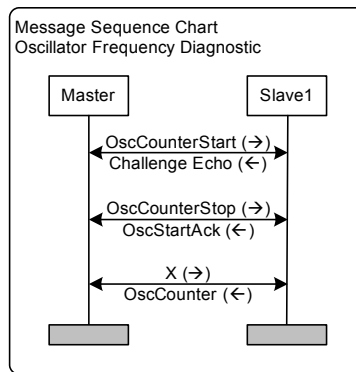 Message Sequence Chart
Oscillator Frequency Diagnostic
Master
Slave1
OscCounterStart (→)
Challenge Echo (←)
OscCounterStop (→)
OscStartAck (←)
X (→)
OscCounter (←)